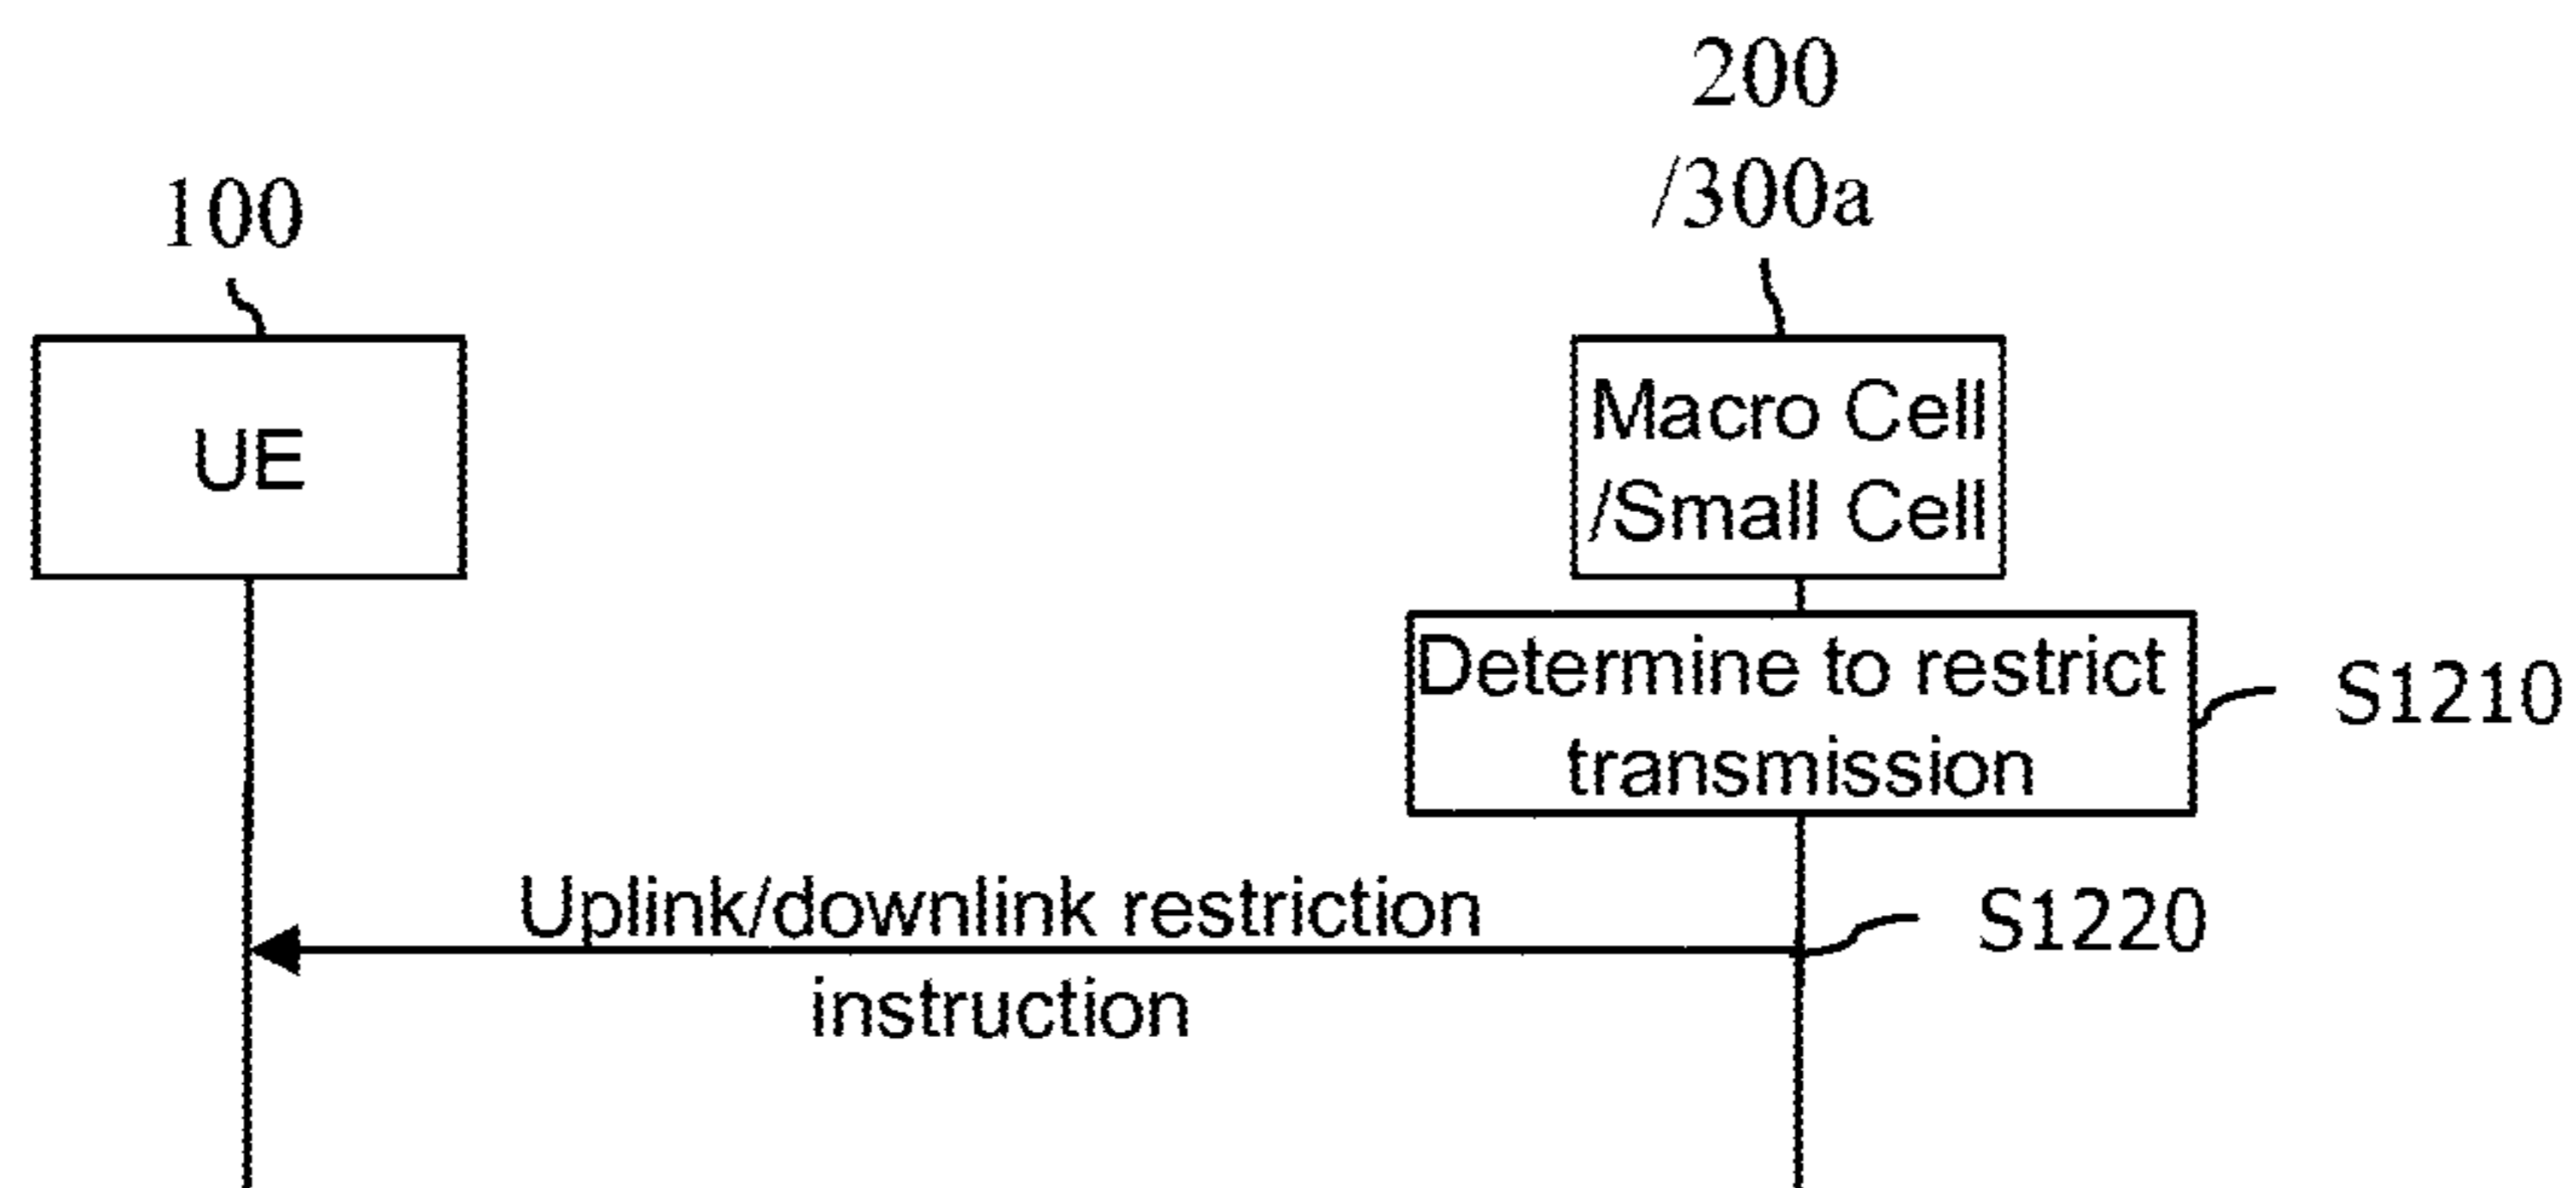 200
/300a
100
UE
Macro Cell
/Small Cell
Determine to restrict
transmission
S1210
Uplink/downlink restriction
instruction
S1220